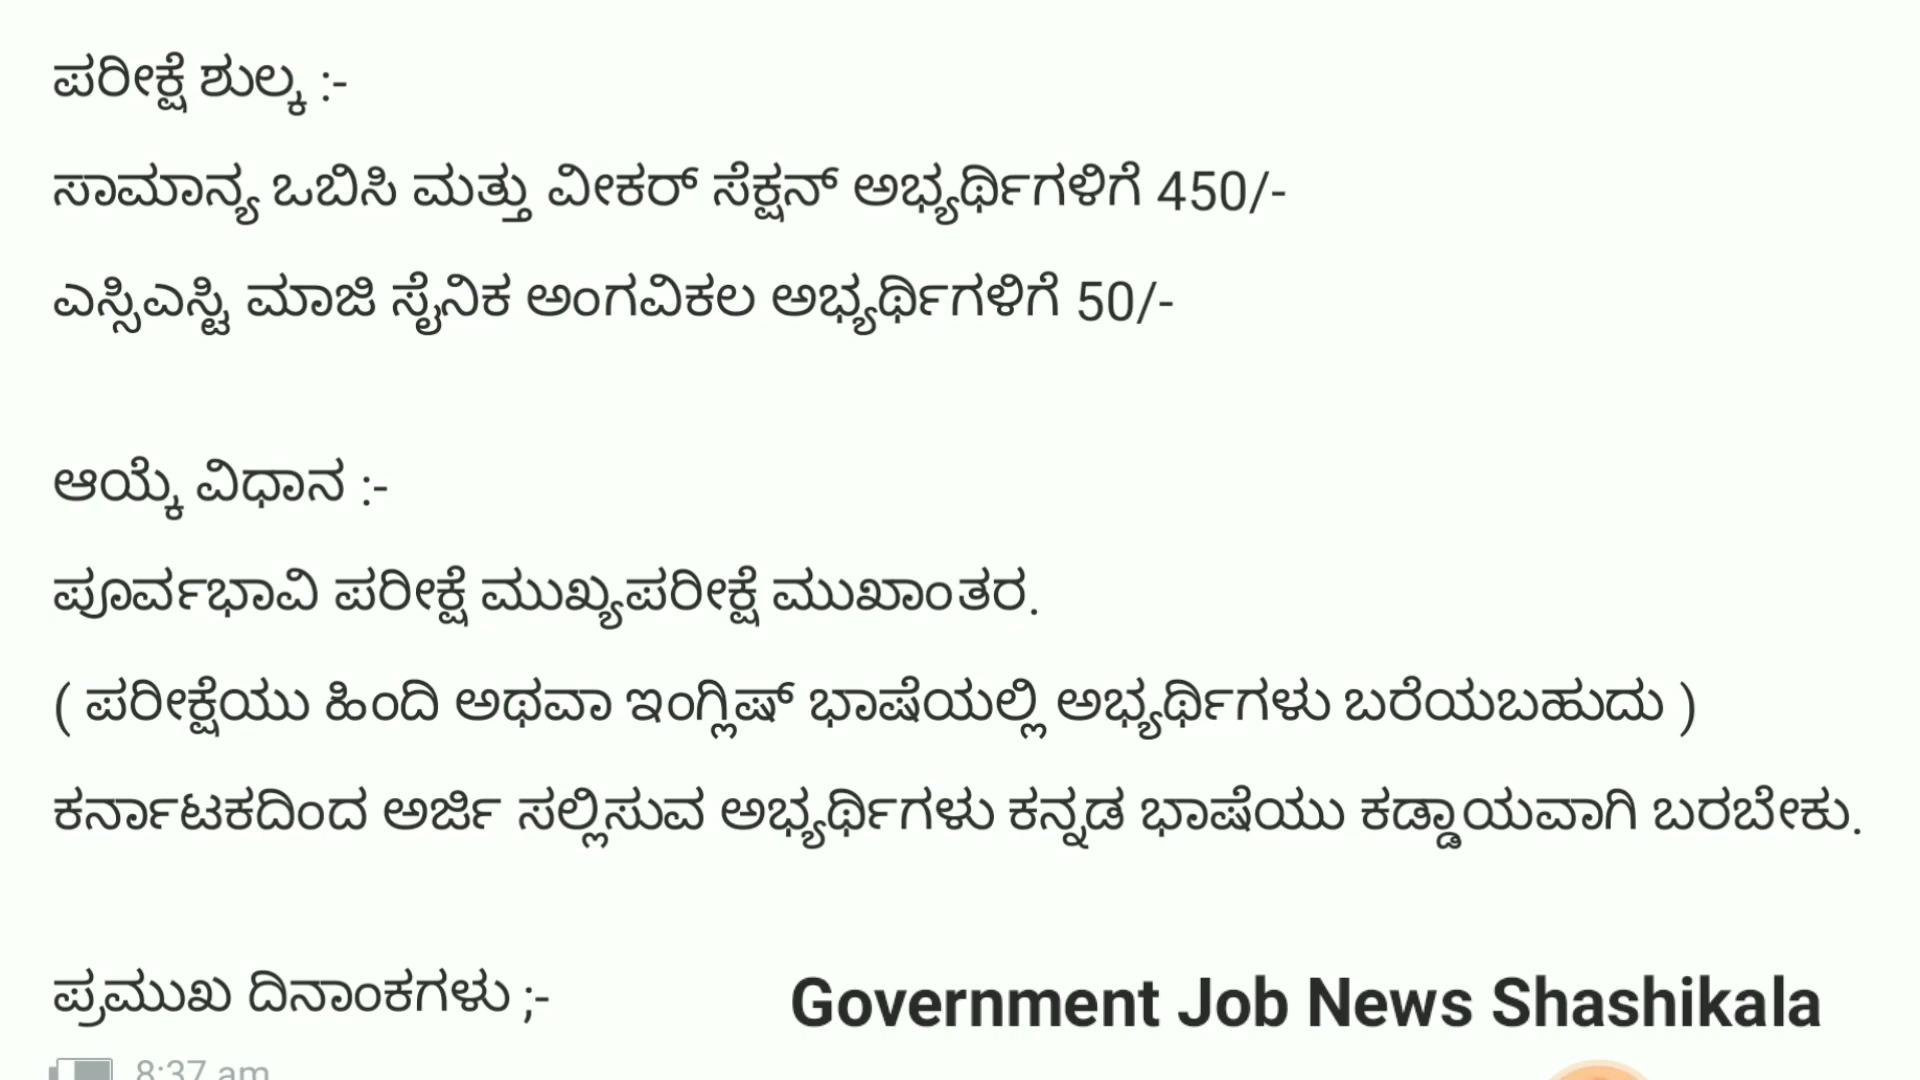 ಪರೀಕ್ಷೆ ಶುಲ್ಕ :-
ಸಾಮಾನ್ಯ ಒಬಿಸಿ ಮತ್ತು ವೀಕರ್ ಸೆಕ್ಷನ್ ಅಭ್ಯರ್ಥಿಗಳಿಗೆ 450/-
ಎಸ್ಸಿಎಸ್ಟಿ ಮಾಜಿ ಸೈನಿಕ ಅಂಗವಿಕಲ ಅಭ್ಯರ್ಥಿಗಳಿಗೆ 50/-
ಆಯ್ಕೆ ವಿಧಾನ :-
ಪೂರ್ವಭಾವಿ ಪರೀಕ್ಷೆ ಮುಖ್ಯಪರೀಕ್ಷೆ ಮುಖಾಂತರ.
( ಪರೀಕ್ಷೆಯು ಹಿಂದಿ ಅಥವಾ ಇಂಗ್ಲಿಷ್ ಭಾಷೆಯಲ್ಲಿ ಅಭ್ಯರ್ಥಿಗಳು ಬರೆಯಬಹುದು )
ಕರ್ನಾಟಕದಿಂದ ಅರ್ಜಿ ಸಲ್ಲಿಸುವ ಅಭ್ಯರ್ಥಿಗಳು ಕನ್ನಡ ಭಾಷೆಯು ಕಡ್ಡಾಯವಾಗಿ ಬರಬೇಕು.
ಪ್ರಮುಖ ದಿನಾಂಕಗಳು ;-
Government Job News Shashikala
8:37 am